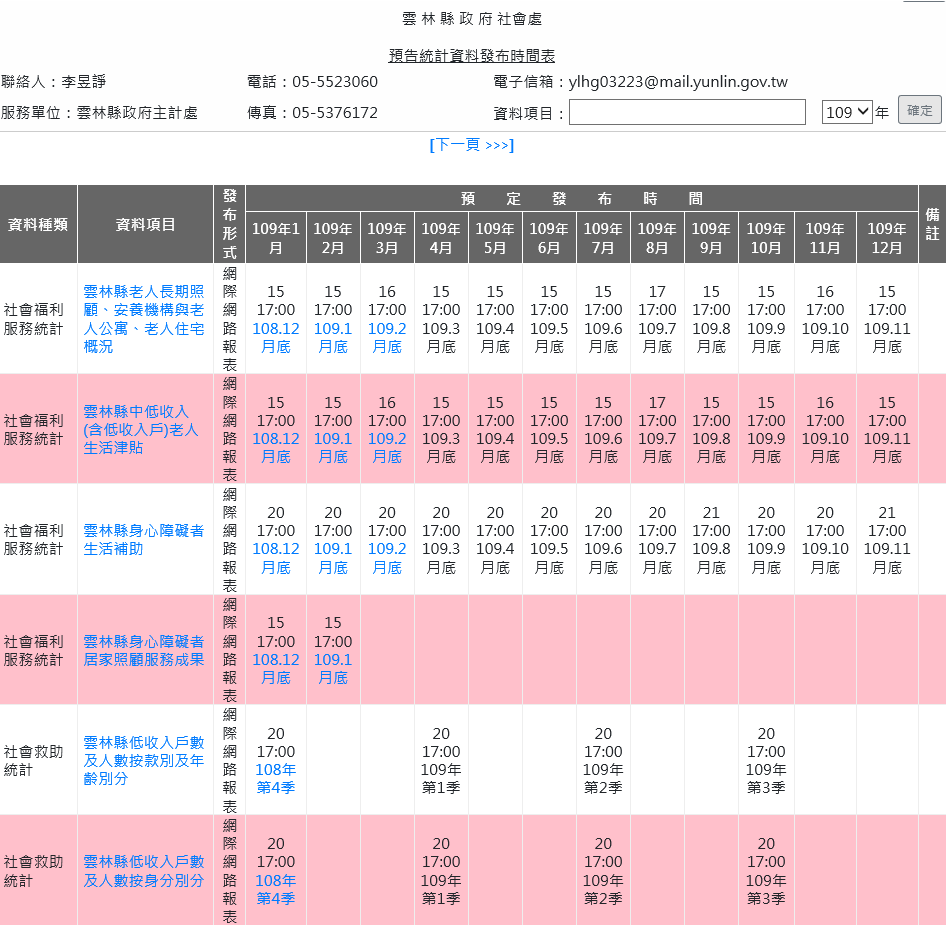 雲 林 縣 政 府 社會處
預告統計資料發布時間表
聯絡人：李昱諍 電話：05-5523060 電子信箱：ylhg03223@mail.yunlin.gov.tw
服務單位：雲林縣政府主計處 傳真：05-5376172 資料項目： 109 年 確定
[下一頁 >>>]
資料種類 資料項目 發布形式 預 定 發 布 時 間 備註
109年1月 109年2月 109年3月 109年4月 109年5月 109年6月 109年7月 109年8月 109年9月 109年10月 109年11月 109年12月
社會福利服務統計 雲林縣老人長期照顧、安養機構與老人公寓、老人住宅概況 網際網路報表
15 15 16 15 15 15 15 17 15 15 16 15
17:00 17:00 17:00 17:00 17:00 17:00 17:00 17:00 17:00 17:00 17:00 17:00
108.12 109.1 109.2 109.3 109.4 109.5 109.6 109.7 109.8 109.9 109.10 109.11
月底 月底 月底 月底 月底 月底 月底 月底 月底 月底 月底 月底
社會福利服務統計 雲林縣中低收入(含低收入戶)老人生活津貼 網際網路報表
15 15 16 15 15 15 15 17 15 15 16 15
17:00 17:00 17:00 17:00 17:00 17:00 17:00 17:00 17:00 17:00 17:00 17:00
108.12 109.1 109.2 109.3 109.4 109.5 109.6 109.7 109.8 109.9 109.10 109.11
月底 月底 月底 月底 月底 月底 月底 月底 月底 月底 月底 月底
社會福利服務統計 雲林縣身心障礙者生活補助 網際網路報表
20 20 20 20 20 20 20 20 21 20 20 21
17:00 17:00 17:00 17:00 17:00 17:00 17:00 17:00 17:00 17:00 17:00 17:00
108.12 109.1 109.2 109.3 109.4 109.5 109.6 109.7 109.8 109.9 109.10 109.11
月底 月底 月底 月底 月底 月底 月底 月底 月底 月底 月底 月底
社會福利服務統計 雲林縣身心障礙者居家照顧服務成果 網際網路報表
15 15
17:00 17:00
108.12 109.1
月底 月底
社會救助統計 雲林縣低收入戶數及人數按款別及年齡別分 網際網路報表
20 20 20 20
17:00 17:00 17:00 17:00
108年 109年 109年 109年
第4季 第1季 第2季 第3季
社會救助統計 雲林縣低收入戶數及人數按身分別分 網際網路報表
20 20 20 20
17:00 17:00 17:00 17:00
108年 109年 109年 109年
第4季 第1季 第2季 第3季